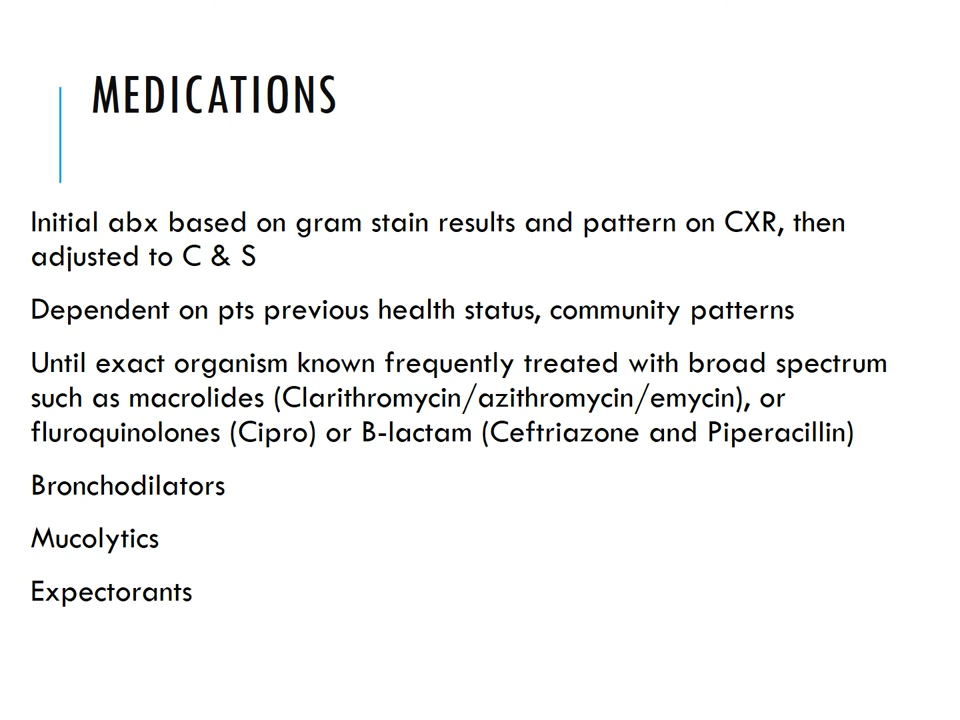 MEDICATIONS
Initial abx based on gram stain results and pattern on CXR, then
adjusted to C & S
Dependent on pts previous health status, community patterns
Until exact organism known frequently treated with broad spectrum
such as macrolides (Clarithromycin/azithromycin/emycin), or
fluroquinolones (Cipro) or B-lactam (Ceftriazone and Piperacillin)
Bronchodilators
Mucolytics
Expectorants